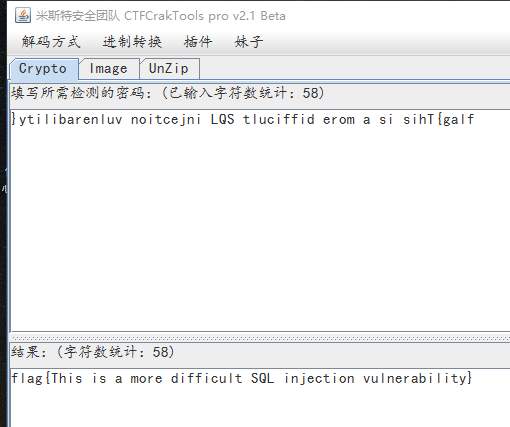 米斯特安全团队 CTFCrakTools pro v2.1 Beta
解码方式 进制转换 插件 妹子
Crypto Image UnZip
填写所需检测的密码：(已输入字符数统计：58)
}ytilibarenluv noitcejni LQS tluciffid erom a si sihT{galf
结果：(字符数统计：58)
flag{This is a more difficult SQL injection vulnerability}